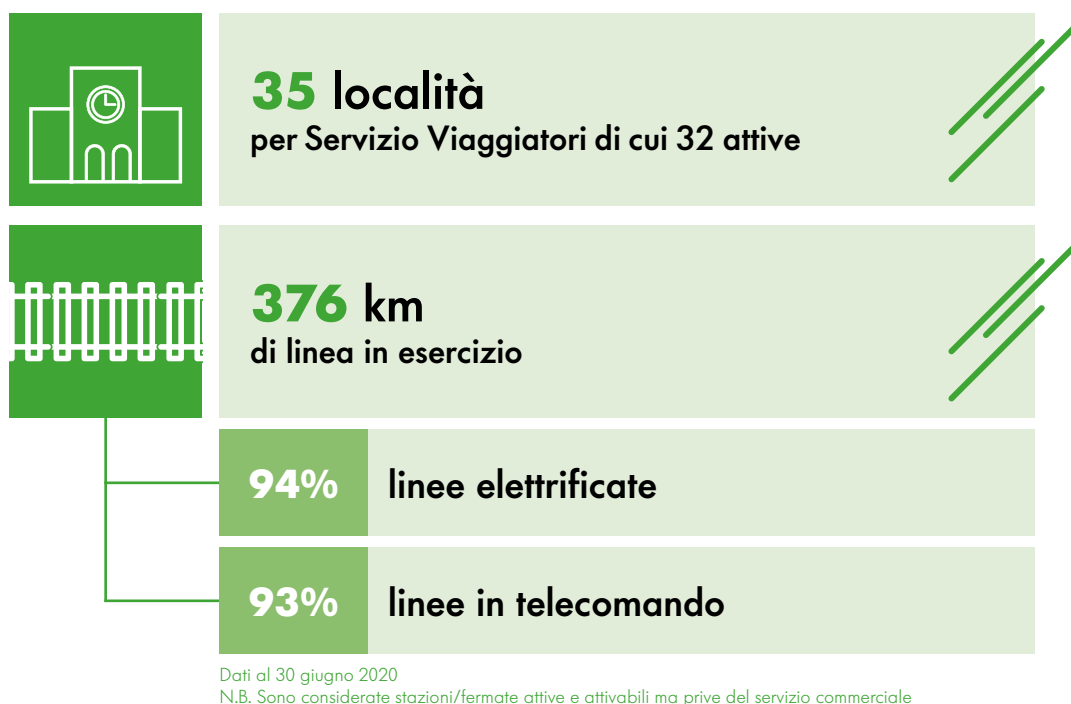 35 località
per Servizio Viaggiatori di cui 32 attive
376 km
di linea in esercizio
94% linee elettrificate
93% linee in telecomando
Dati al 30 giugno 2020
N.B. Sono considerate stazioni/fermate attive e attivabili ma prive del servizio commerciale